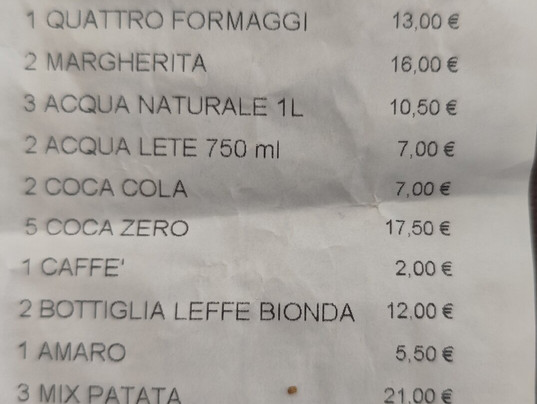 1 QUATTRO FORMAGGI 13,00 €
2 MARGHERITA 16,00 €
3 ACQUA NATURALE 1L 10,50 €
2 ACQUA LETE 750 ml 7,00 €
2 COCA COLA 7,00 €
5 COCA ZERO 17,50 €
1 CAFFE' 2,00 €
2 BOTTIGLIA LEFFE BIONDA 12,00 €
1 AMARO 5,50 €
3 MIX PATATA 21,00 €